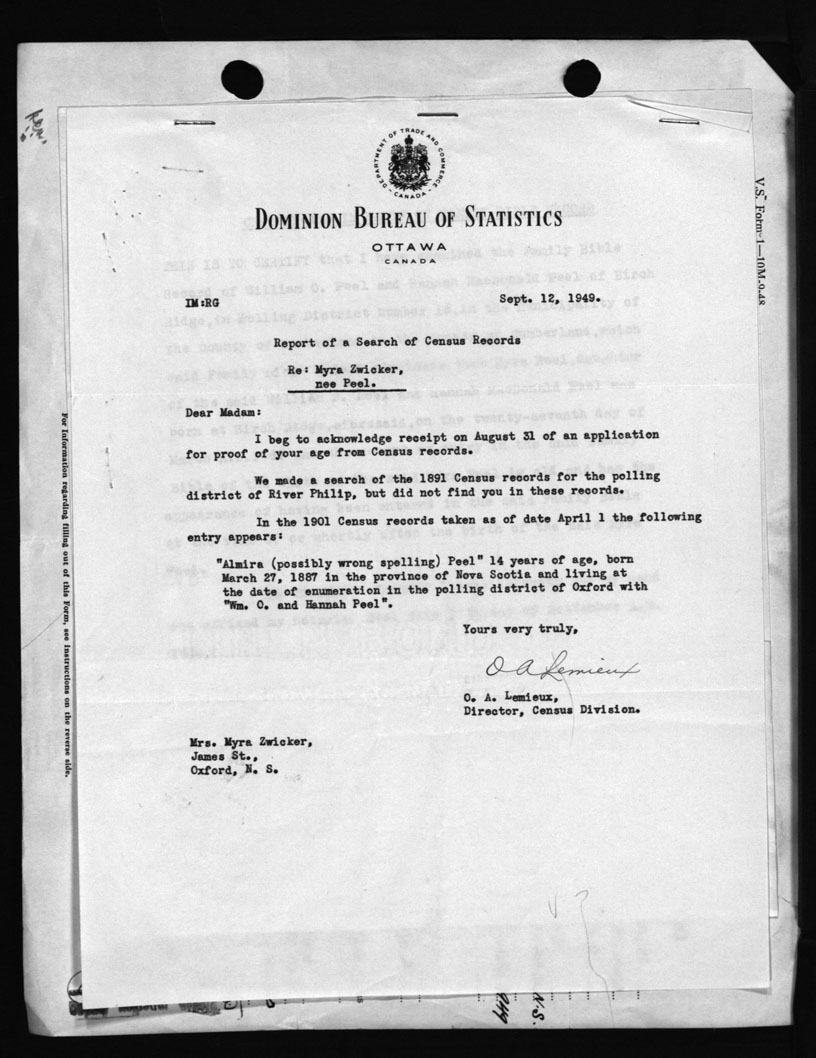 DEPARTMENT OF TRADE AND COMMERCE
CANADA
DOMINION BUREAU OF STATISTICS
OTTAWA
CANADA
IM:RG
Sept. 12, 1949.
Report of a Search of Census Records
Re: Myra Zwicker,
nee Peel.
Dear Madam:
I beg to acknowledge receipt on August 31 of an application
for proof of your age from Census records.
We made a search of the 1891 Census records for the polling
district of River Philip, but did not find you in these records.
In the 1901 Census records taken as of date April 1 the following
entry appears:
"Almira (possibly wrong spelling) Peel" 14 years of age, born
March 27, 1887 in the province of Nova Scotia and living at
the date of enumeration in the polling district of Oxford with
"Wm. O. and Hannah Peel".
Yours very truly,
O A Lemieux
O. A. Lemieux,
Director, Census Division.
Mrs. Myra Zwicker,
James St.,
Oxford, N. S.
V.S. Form 1—10M.9.48
For Information regarding filling out of this Form, see Instructions on the reverse side.
N.S.